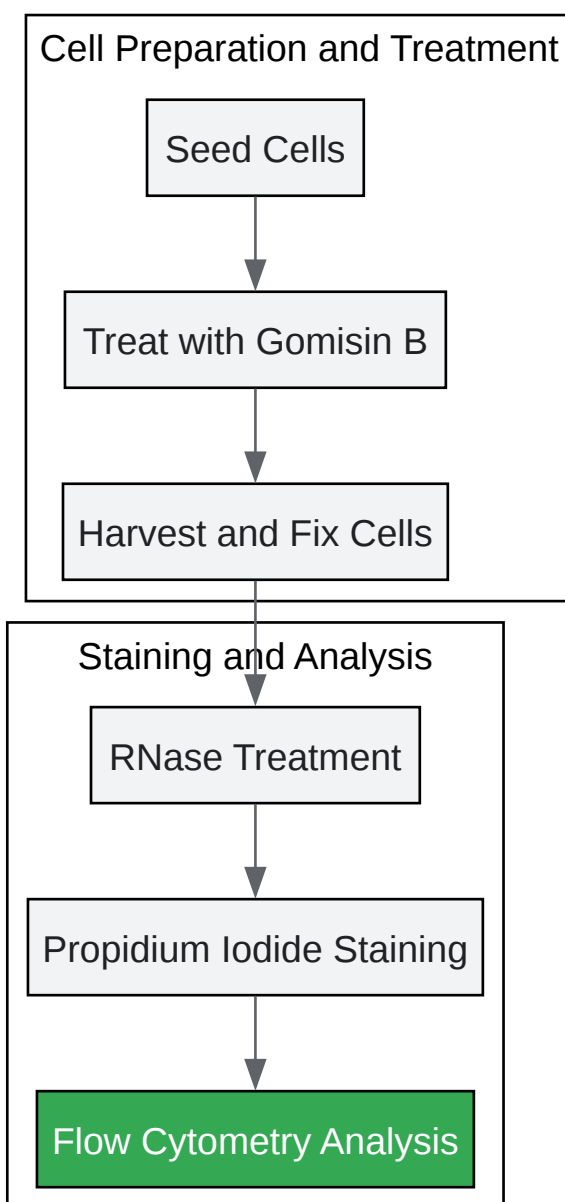 Cell Preparation and Treatment
Seed Cells
Treat with Gomisin B
Harvest and Fix Cells
Staining and Analysis
RNase Treatment
Propidium Iodide Staining
Flow Cytometry Analysis